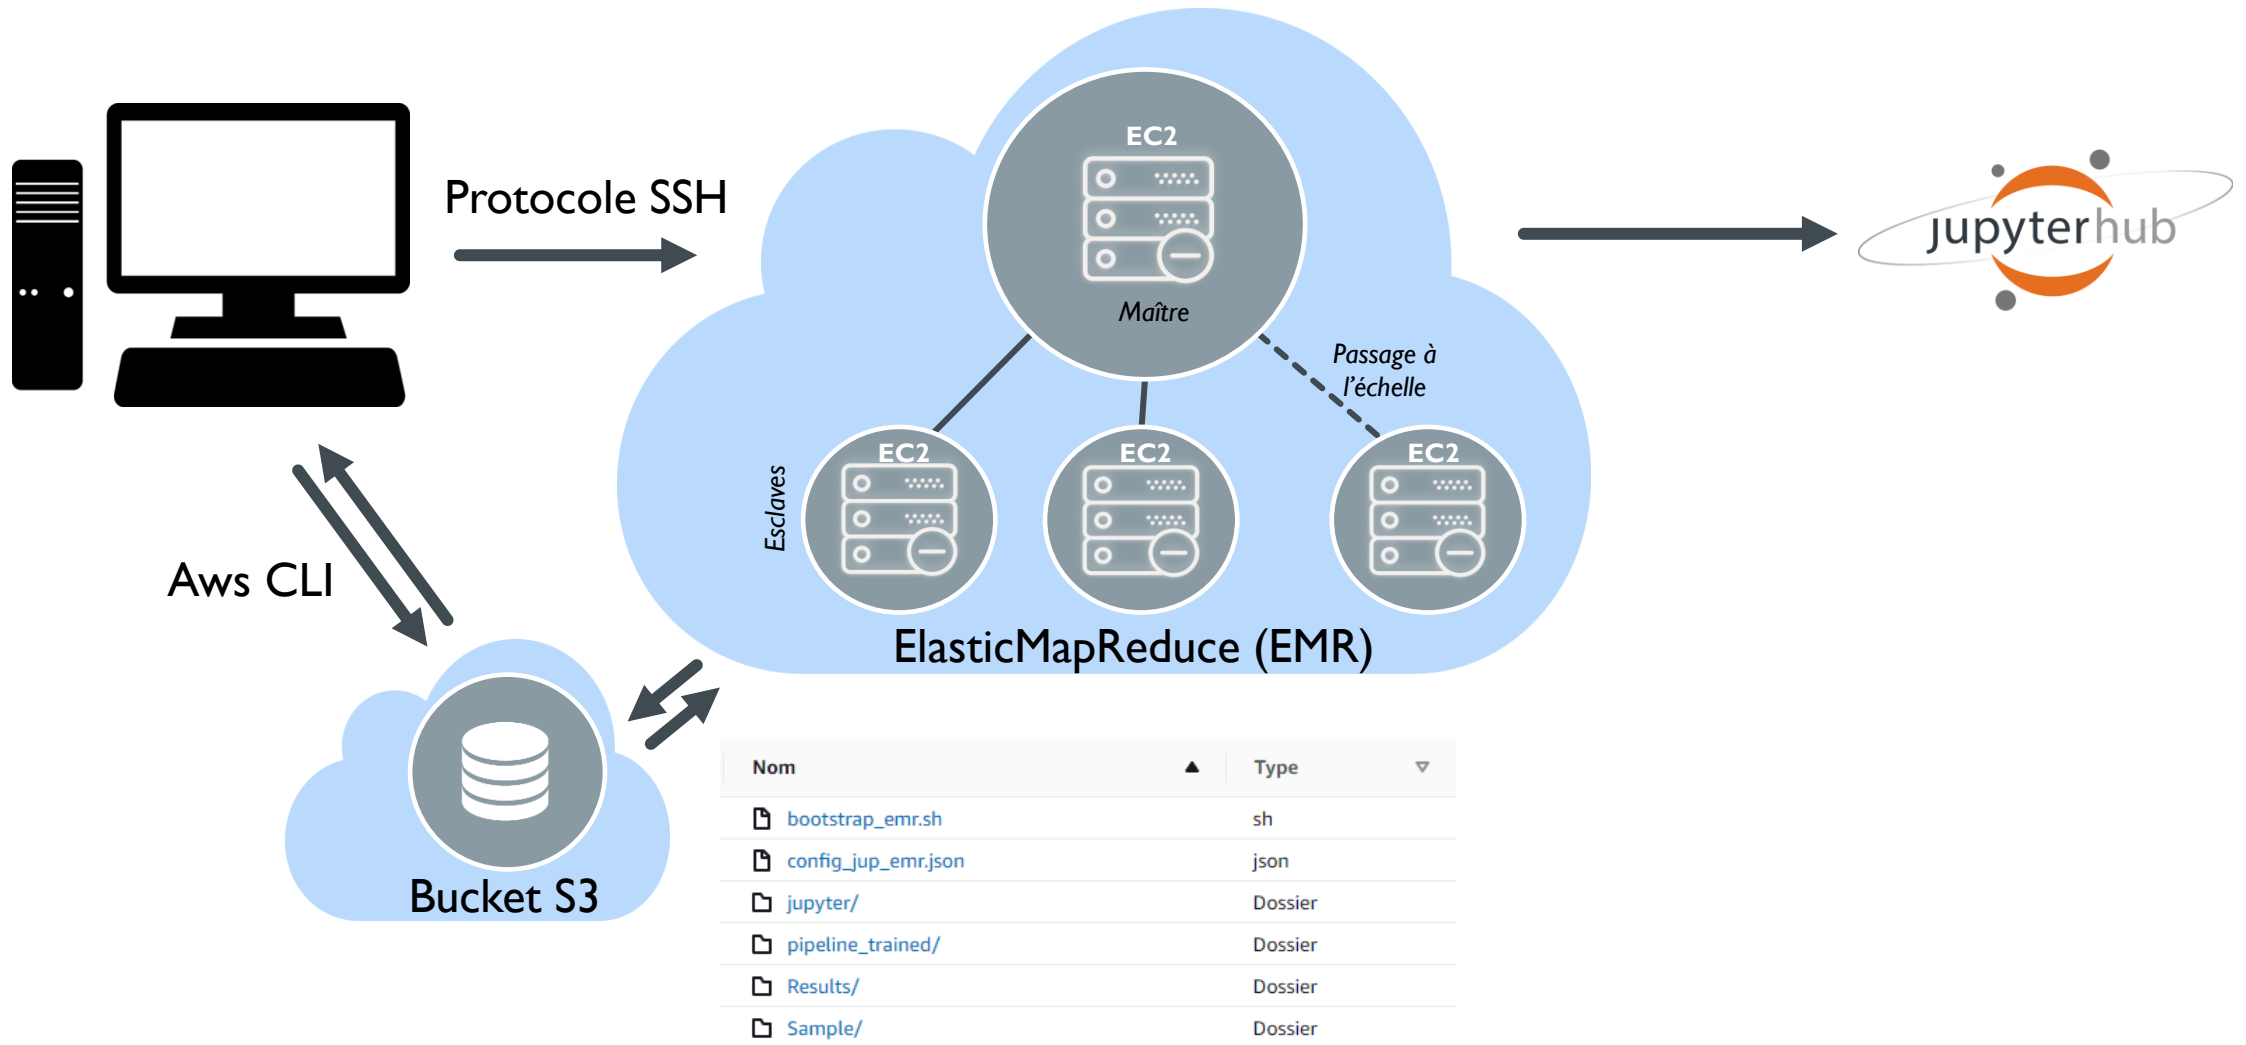 EC2
Protocole SSH
jupyterhub
Maître
Passage à
l'échelle
EC2
EC2
EC2
Esclaves
Aws CLI
ElasticMapReduce (EMR)
Bucket S3
Nom Type
bootstrap_emr.sh sh
config_jup_emr.json json
jupyter/ Dossier
pipeline_trained/ Dossier
Results/ Dossier
Sample/ Dossier